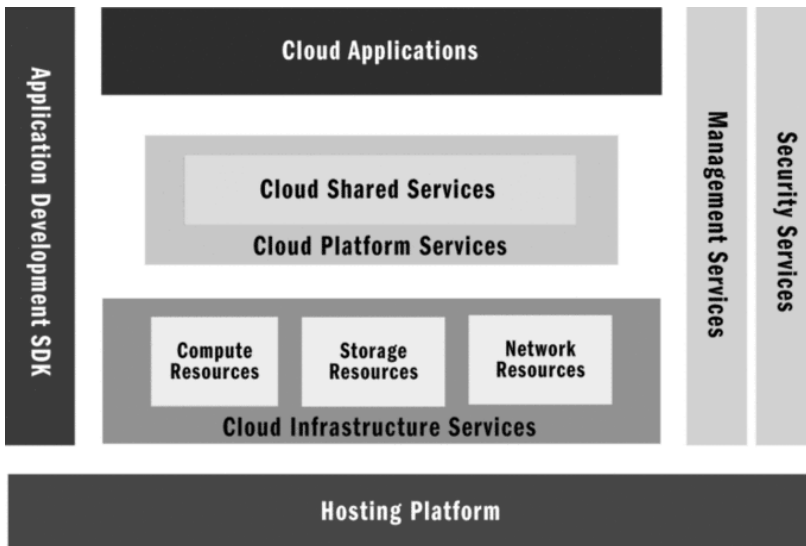 Application Development SDK
Cloud Applications
Cloud Shared Services
Cloud Platform Services
Compute
Resources
Storage
Resources
Network
Resources
Cloud Infrastructure Services
Management Services
Security Services
Hosting Platform